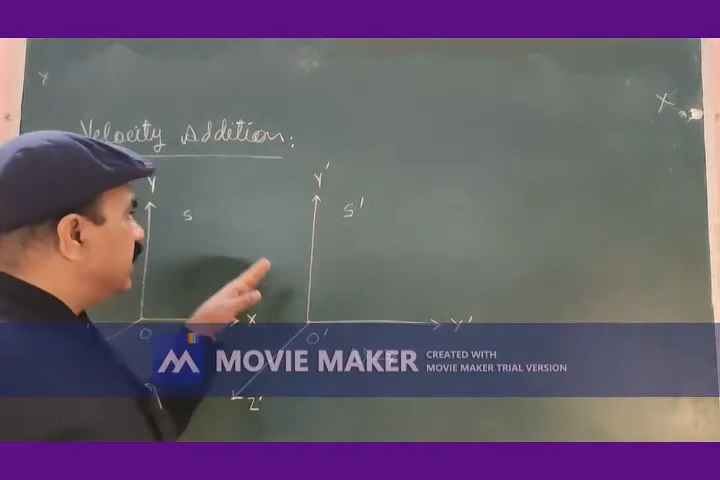 Velocity Addition:
Y
S
Y'
S'
X
O
O'
X'
Z'
MOVIE MAKER
CREATED WITH
MOVIE MAKER TRIAL VERSION